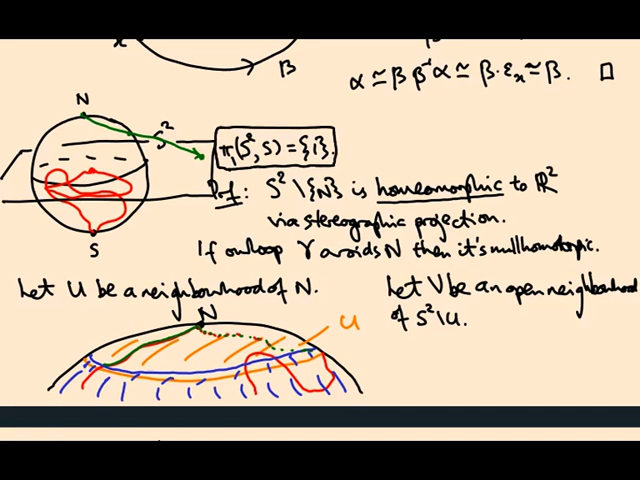 x
β
α ≃ β β⁻¹ α ≃ β · ε_x ≃ β. □
N
S²
π₁(S², S) = {1}.
Pf: S² \ {N} is homeomorphic to ℝ²
via stereographic projection.
S
If our loop γ avoids N then it's nullhomotopic.
Let U be a neighbourhood of N.
Let V be an open neighbourhood
of S² \ U.
N
U